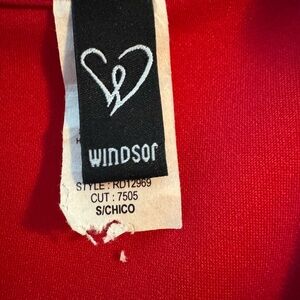 WINDSOR
STYLE : RD12969
CUT : 7505
S/CHICO